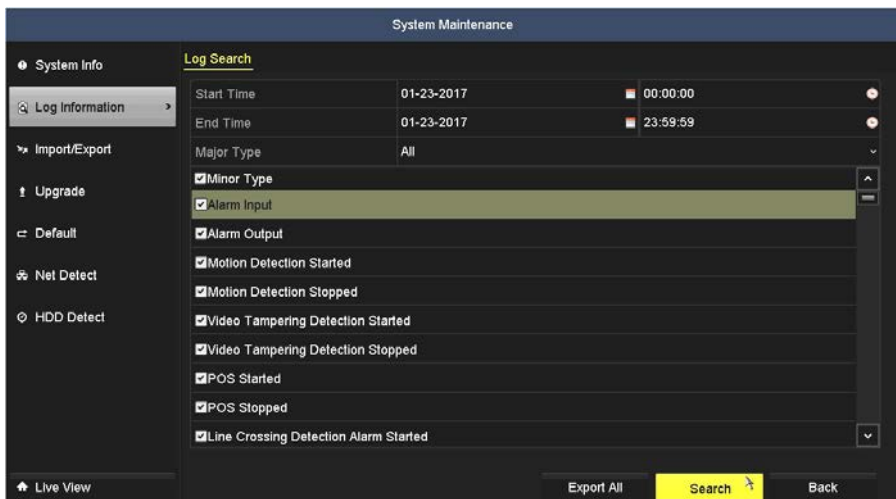 System Maintenance
System Info
Log Information
Import/Export
Upgrade
Default
Net Detect
HDD Detect
Live View
Log Search
Start Time 01-23-2017 00:00:00
End Time 01-23-2017 23:59:59
Major Type All
Minor Type
Alarm Input
Alarm Output
Motion Detection Started
Motion Detection Stopped
Video Tampering Detection Started
Video Tampering Detection Stopped
POS Started
POS Stopped
Line Crossing Detection Alarm Started
Export All Search Back